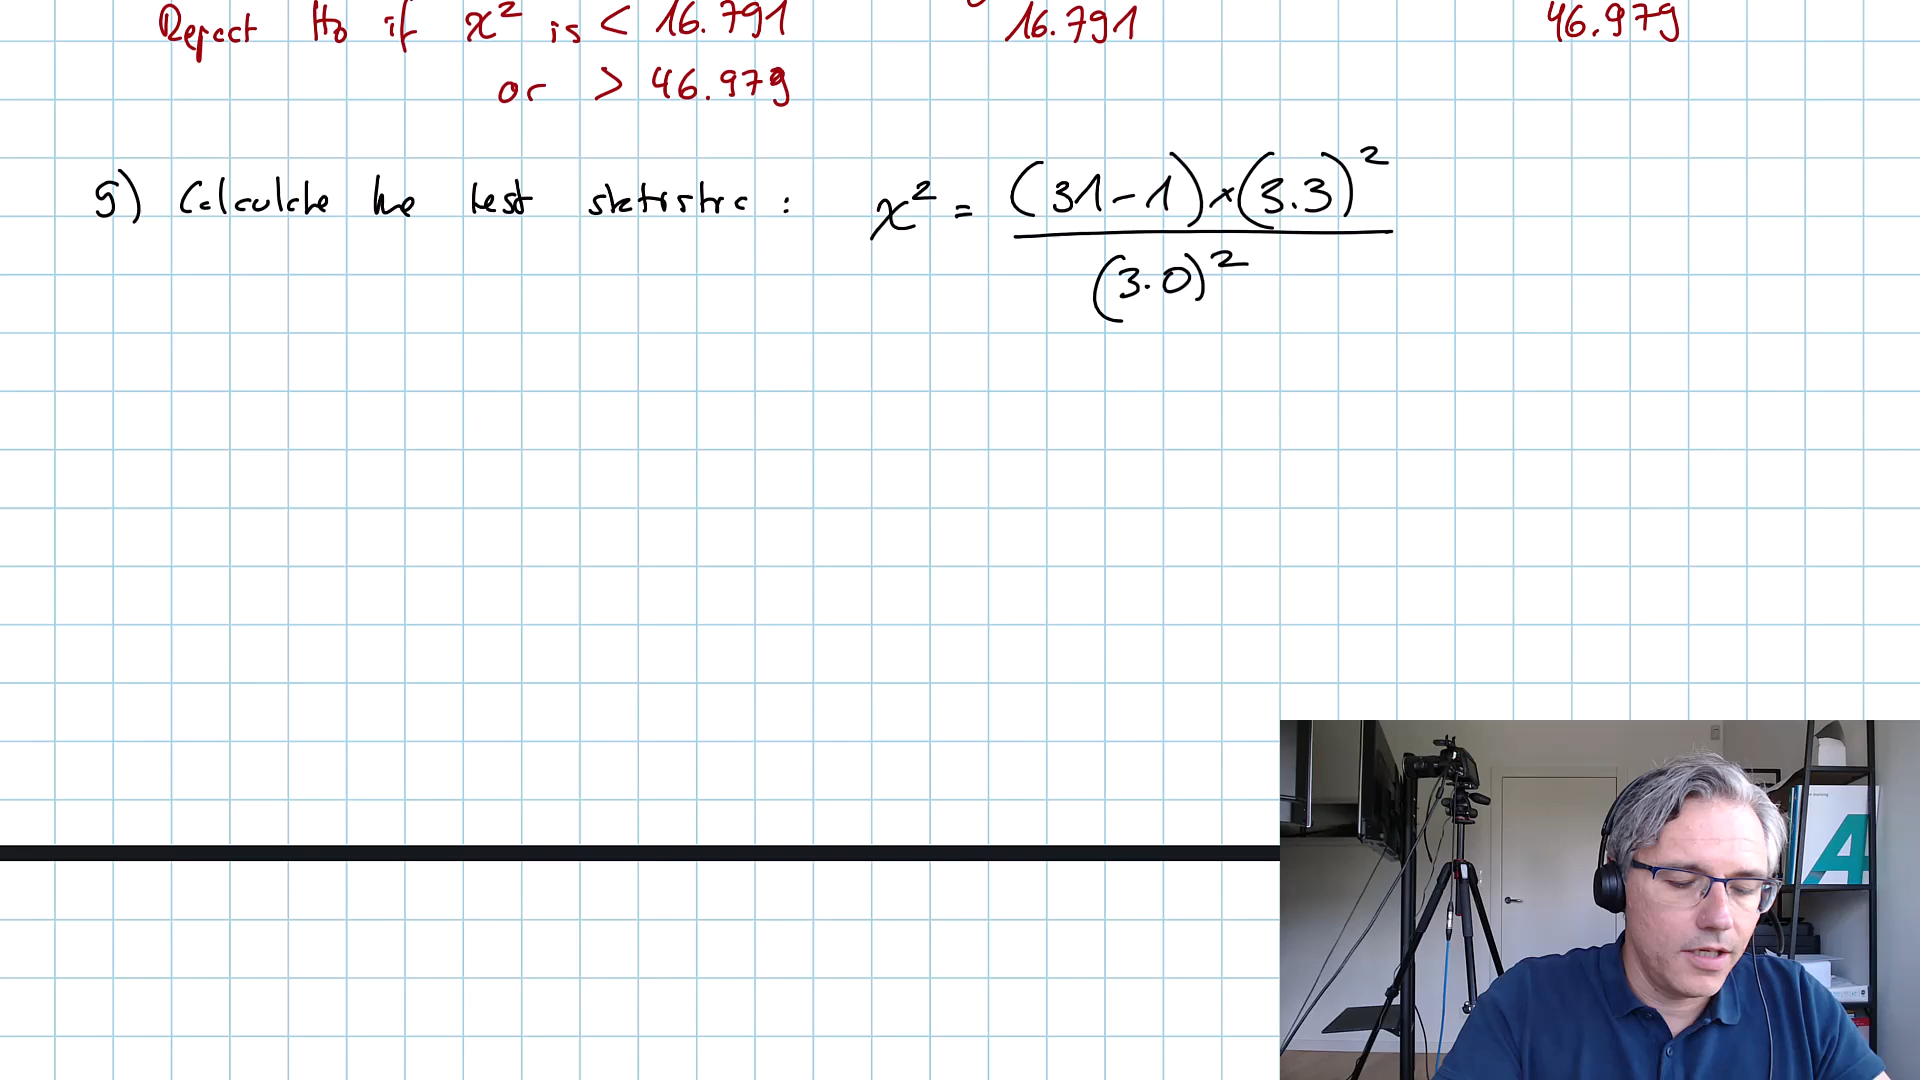 Reject H₀ if x² is < 16.791
or > 46.979
16.791
46.979
5) Calculate the test statistic : x² = (31-1)×(3.3)²
(3.0)²